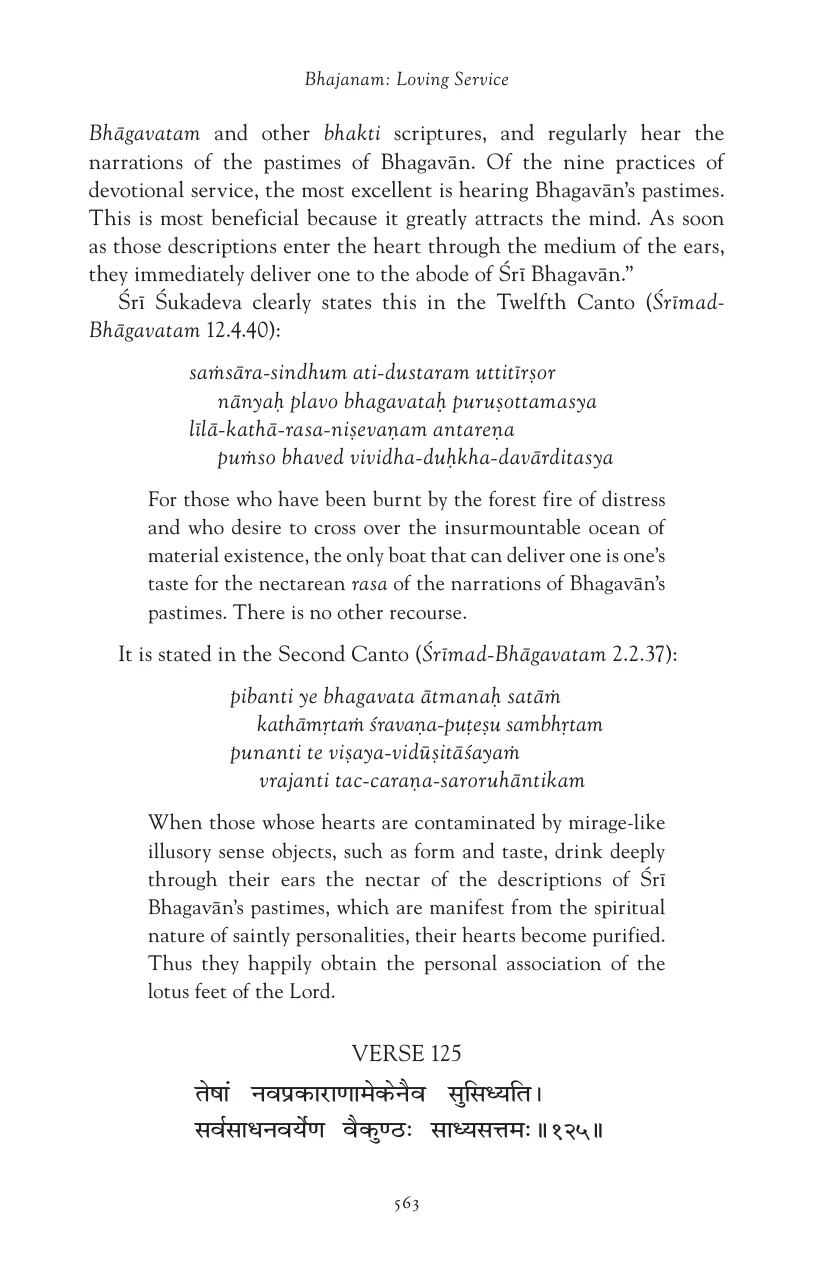 Bhajanam: Loving Service
Bhāgavatam and other bhakti scriptures, and regularly hear the
narrations of the pastimes of Bhagavān. Of the nine practices of
devotional service, the most excellent is hearing Bhagavān’s pastimes.
This is most beneficial because it greatly attracts the mind. As soon
as those descriptions enter the heart through the medium of the ears,
they immediately deliver one to the abode of Śrī Bhagavān.”
Śrī Śukadeva clearly states this in the Twelfth Canto (Śrīmad-
Bhāgavatam 12.4.40):
saṁsāra-sindhum ati-dustaram uttitīrṣor
nānyaḥ plavo bhagavataḥ puruṣottamasya
līlā-kathā-rasa-niṣevaṇam antareṇa
puṁso bhaved vividha-duḥkha-davārditasya
For those who have been burnt by the forest fire of distress
and who desire to cross over the insurmountable ocean of
material existence, the only boat that can deliver one is one’s
taste for the nectarean rasa of the narrations of Bhagavān’s
pastimes. There is no other recourse.
It is stated in the Second Canto (Śrīmad-Bhāgavatam 2.2.37):
pibanti ye bhagavata ātmanaḥ satāṁ
kathāmṛtaṁ śravaṇa-puṭeṣu sambhṛtam
punanti te viṣaya-vidūṣitāśayaṁ
vrajanti tac-caraṇa-saroruhāntikam
When those whose hearts are contaminated by mirage-like
illusory sense objects, such as form and taste, drink deeply
through their ears the nectar of the descriptions of Śrī
Bhagavān’s pastimes, which are manifest from the spiritual
nature of saintly personalities, their hearts become purified.
Thus they happily obtain the personal association of the
lotus feet of the Lord.
VERSE 125
तेषां नवप्रकाराणामेकेनैव सुसिध्यति।
सर्वसाधनवर्येण वैकुण्ठः साध्यसत्तमः॥१२५॥
563